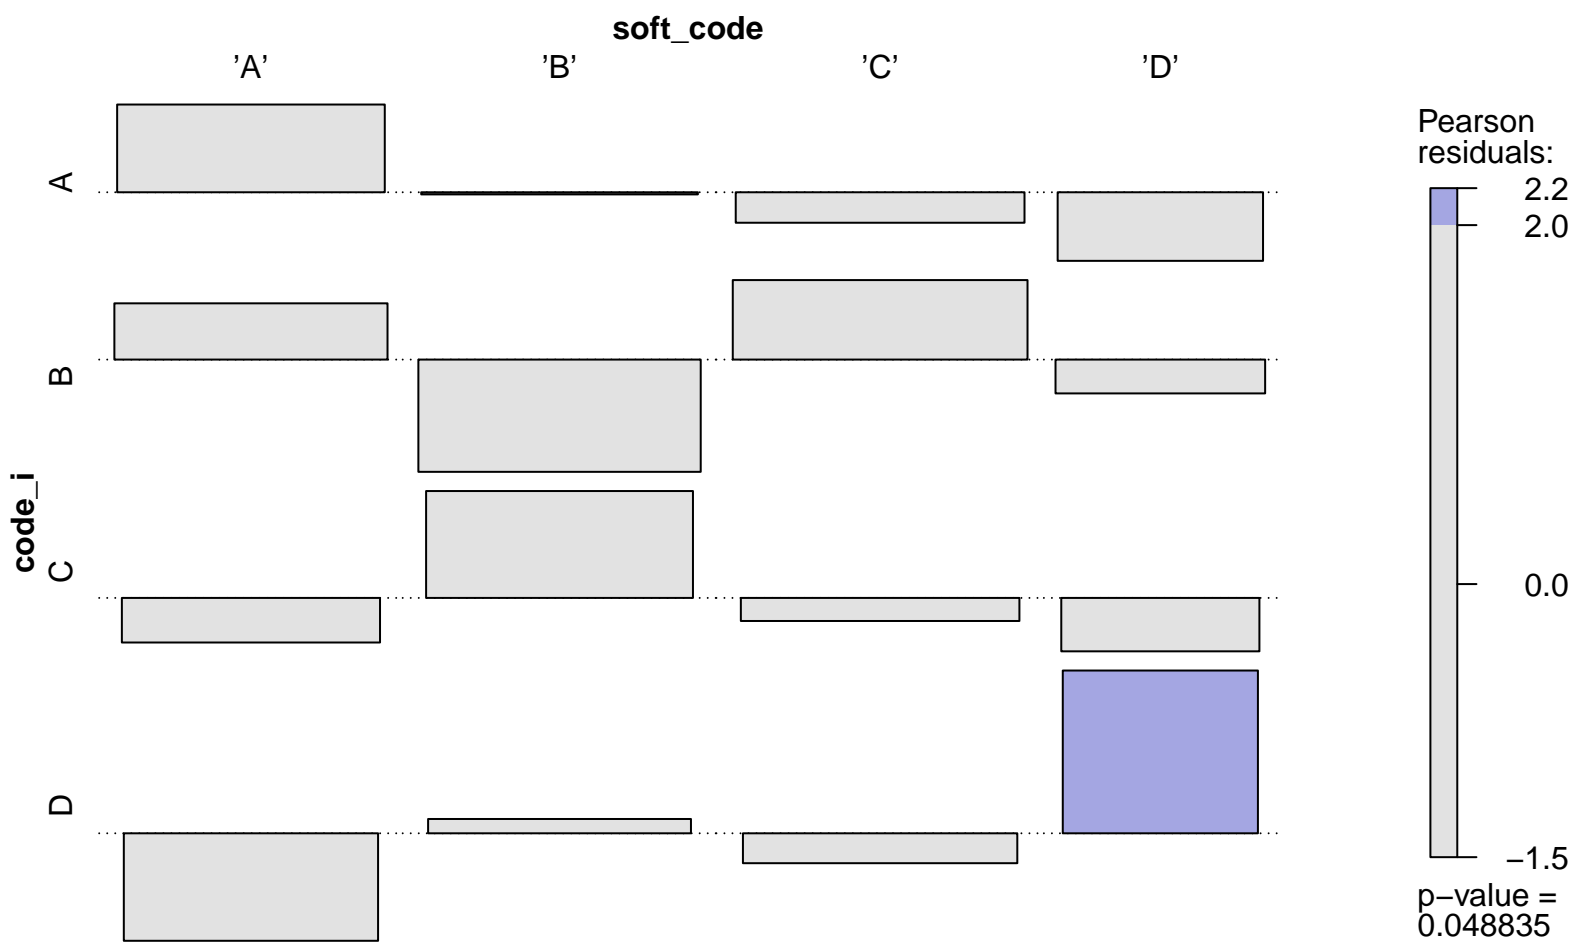 soft_code
’A’ ’B’ ’C’ ’D’
code_i
A
B
C
D
Pearson
residuals:
2.2
2.0
0.0
−1.5
p−value =
0.048835